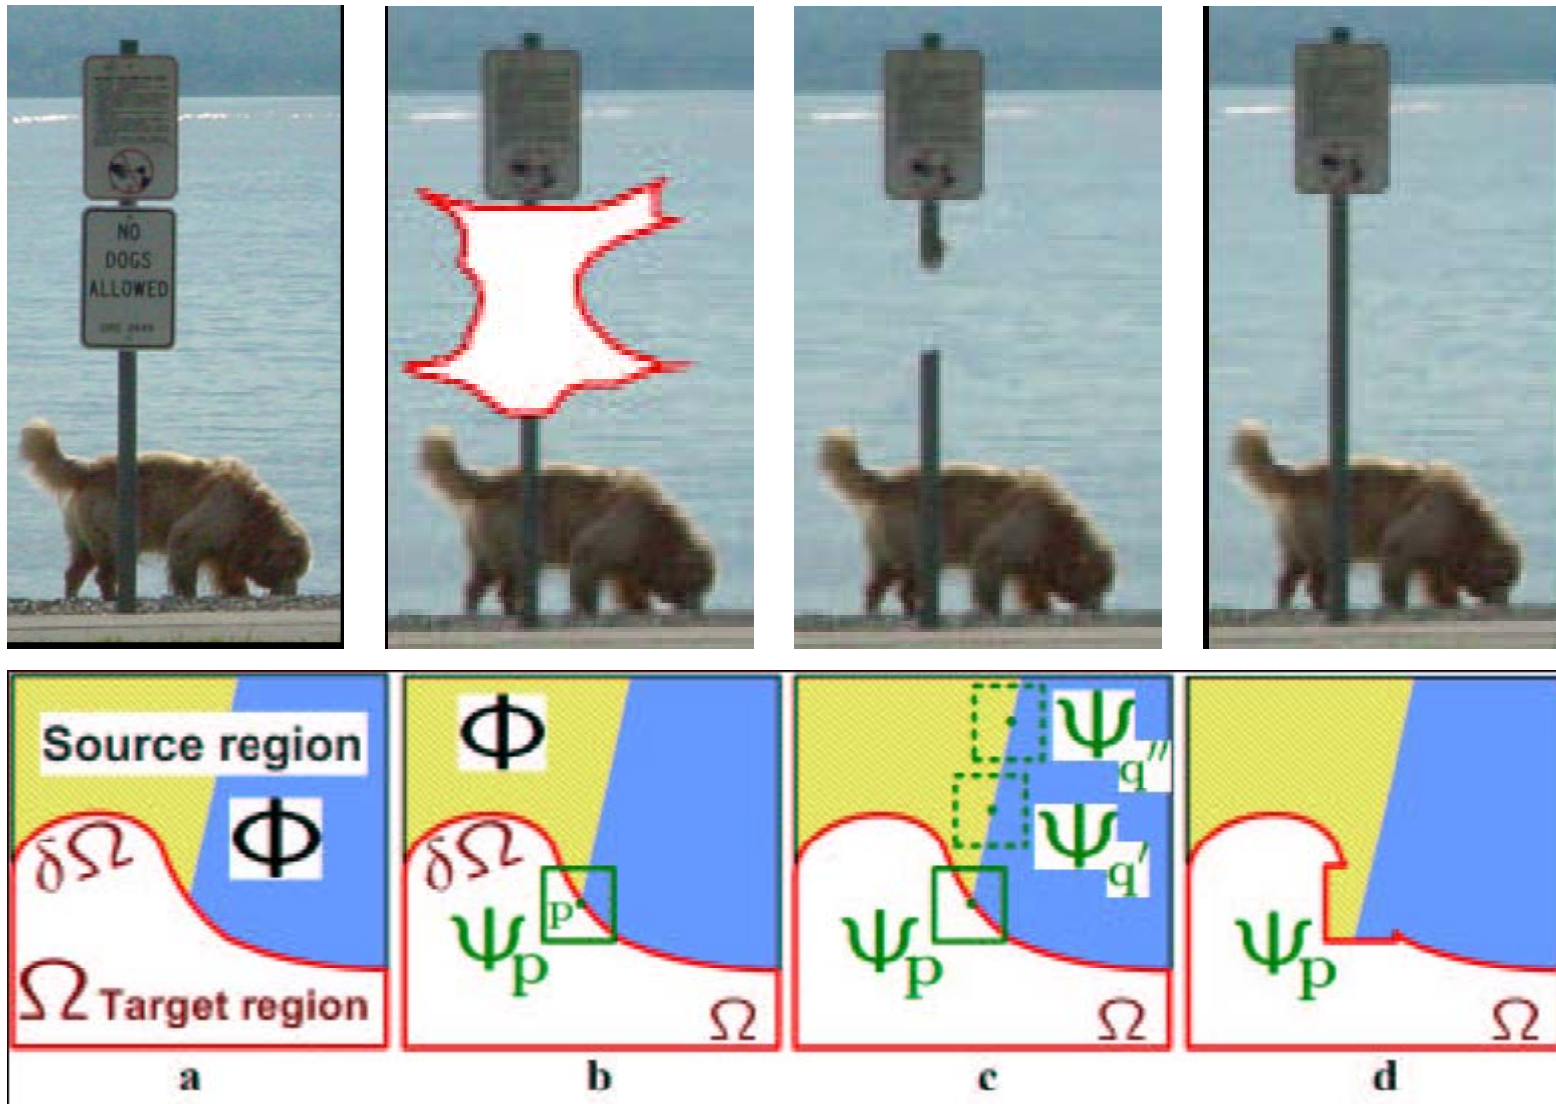 NO
DOGS
ALLOWED
Source region
Φ
δΩ
Ω Target region
a
Φ
δΩ
p
Ψp
Ω
b
Ψq''
Ψq'
Ψp
Ω
c
Ψp
Ω
d